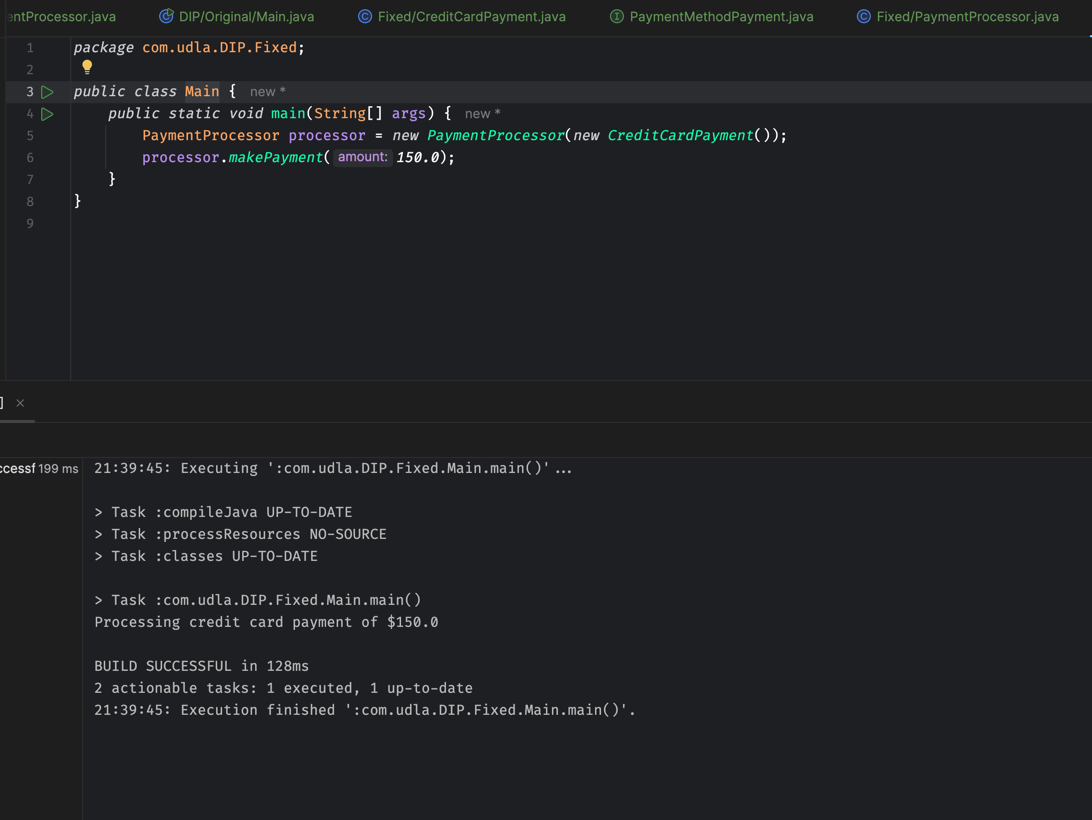 entProcessor.java DIP/Original/Main.java Fixed/CreditCardPayment.java PaymentMethodPayment.java Fixed/PaymentProcessor.java
1 package com.udla.DIP.Fixed;
2
3 public class Main { new *
4 public static void main(String[] args) { new *
5 PaymentProcessor processor = new PaymentProcessor(new CreditCardPayment());
6 processor.makePayment( amount: 150.0);
7 }
8 }
9
ccessf 199 ms 21:39:45: Executing ':com.udla.DIP.Fixed.Main.main()'...
> Task :compileJava UP-TO-DATE
> Task :processResources NO-SOURCE
> Task :classes UP-TO-DATE
> Task :com.udla.DIP.Fixed.Main.main()
Processing credit card payment of $150.0
BUILD SUCCESSFUL in 128ms
2 actionable tasks: 1 executed, 1 up-to-date
21:39:45: Execution finished ':com.udla.DIP.Fixed.Main.main()'.